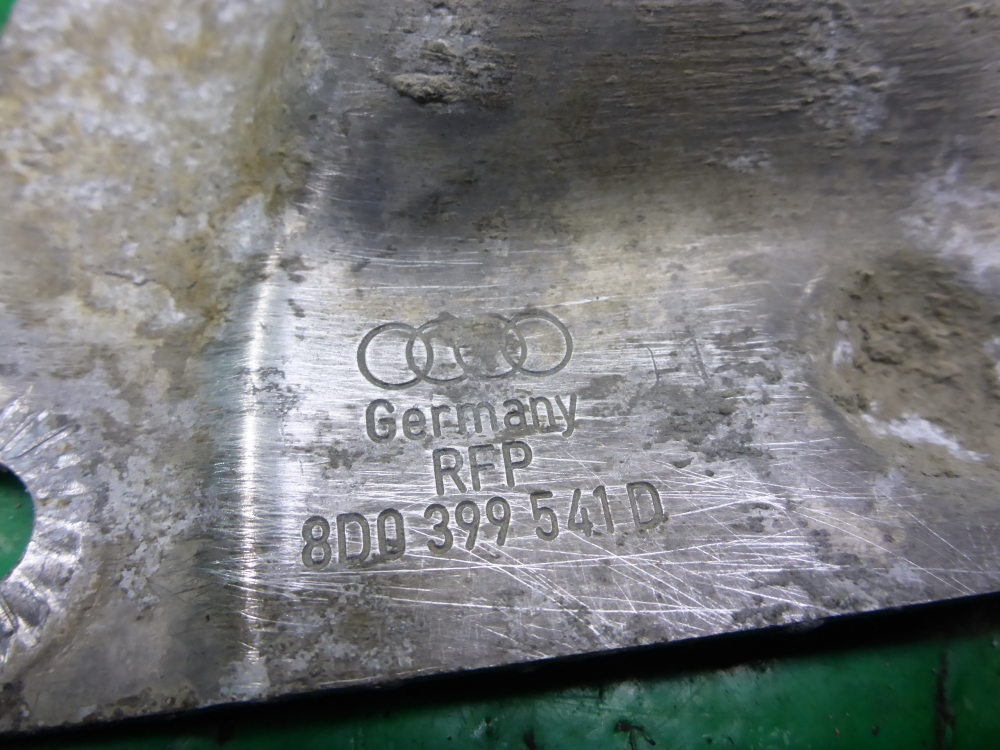 Germany
RFP
8D0 399 541 D